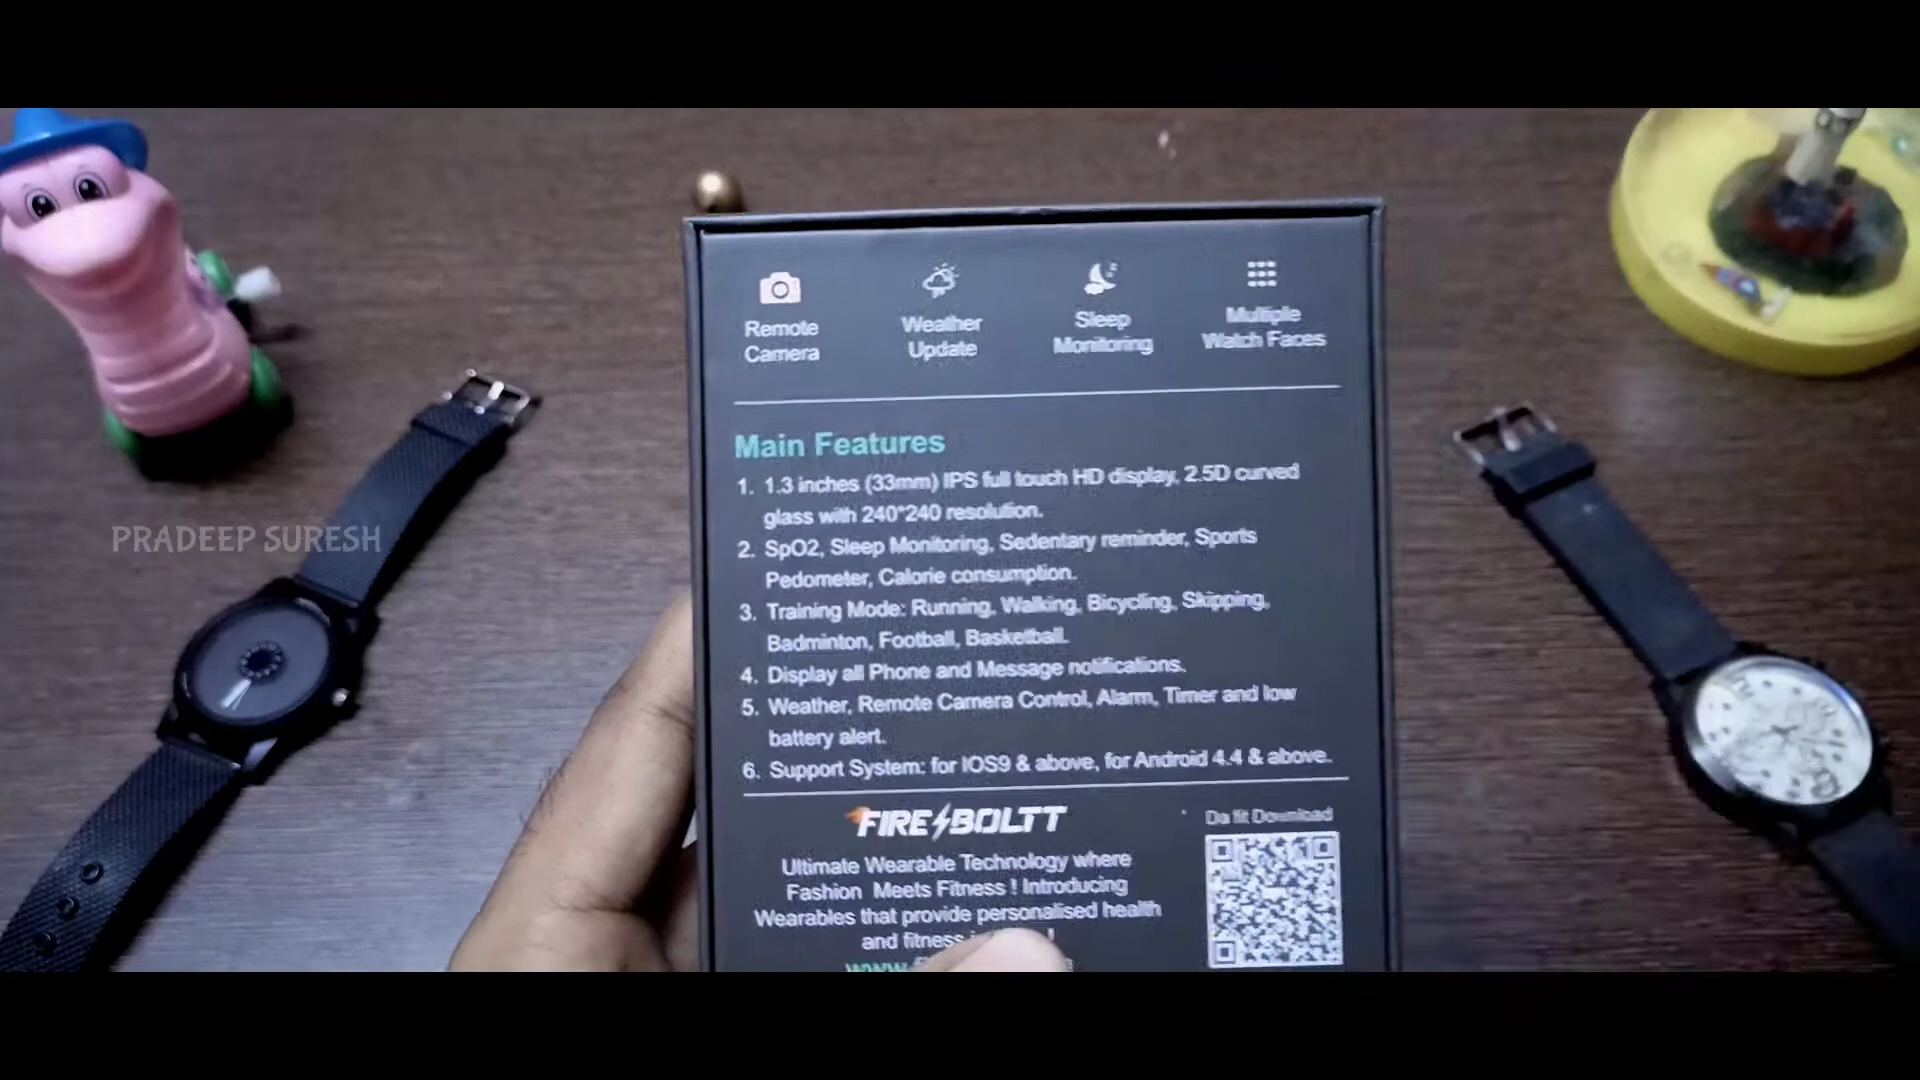 Remote
Camera
Weather
Update
Sleep
Monitoring
Multiple
Watch Faces
Main Features
1. 1.3 inches (33mm) IPS full touch HD display, 2.5D curved
glass with 240*240 resolution.
2. SpO2, Sleep Monitoring, Sedentary reminder, Sports
Pedometer, Calorie consumption.
3. Training Mode: Running, Walking, Bicycling, Skipping,
Badminton, Football, Basketball.
4. Display all Phone and Message notifications.
5. Weather, Remote Camera Control, Alarm, Timer and low
battery alert.
6. Support System: for IOS9 & above, for Android 4.4 & above.
FIRE BOLTT
Da fit Download
Ultimate Wearable Technology where
Fashion Meets Fitness ! Introducing
Wearables that provide personalised health
and fitness
www.
PRADEEP SURESH